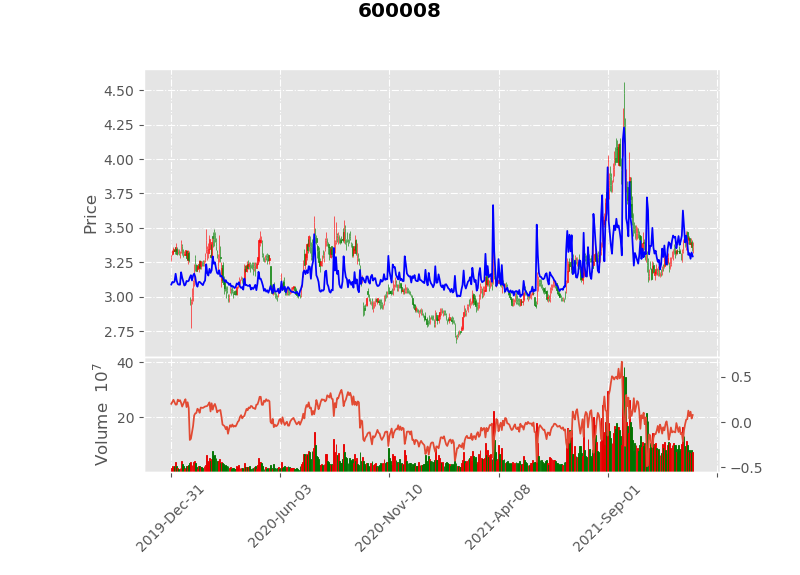 600008
4.50
4.25
4.00
3.75
3.50
3.25
3.00
2.75
Price
40
20
Volume 10^7
0.5
0.0
−0.5
2019-Dec-31
2020-Jun-03
2020-Nov-10
2021-Apr-08
2021-Sep-01